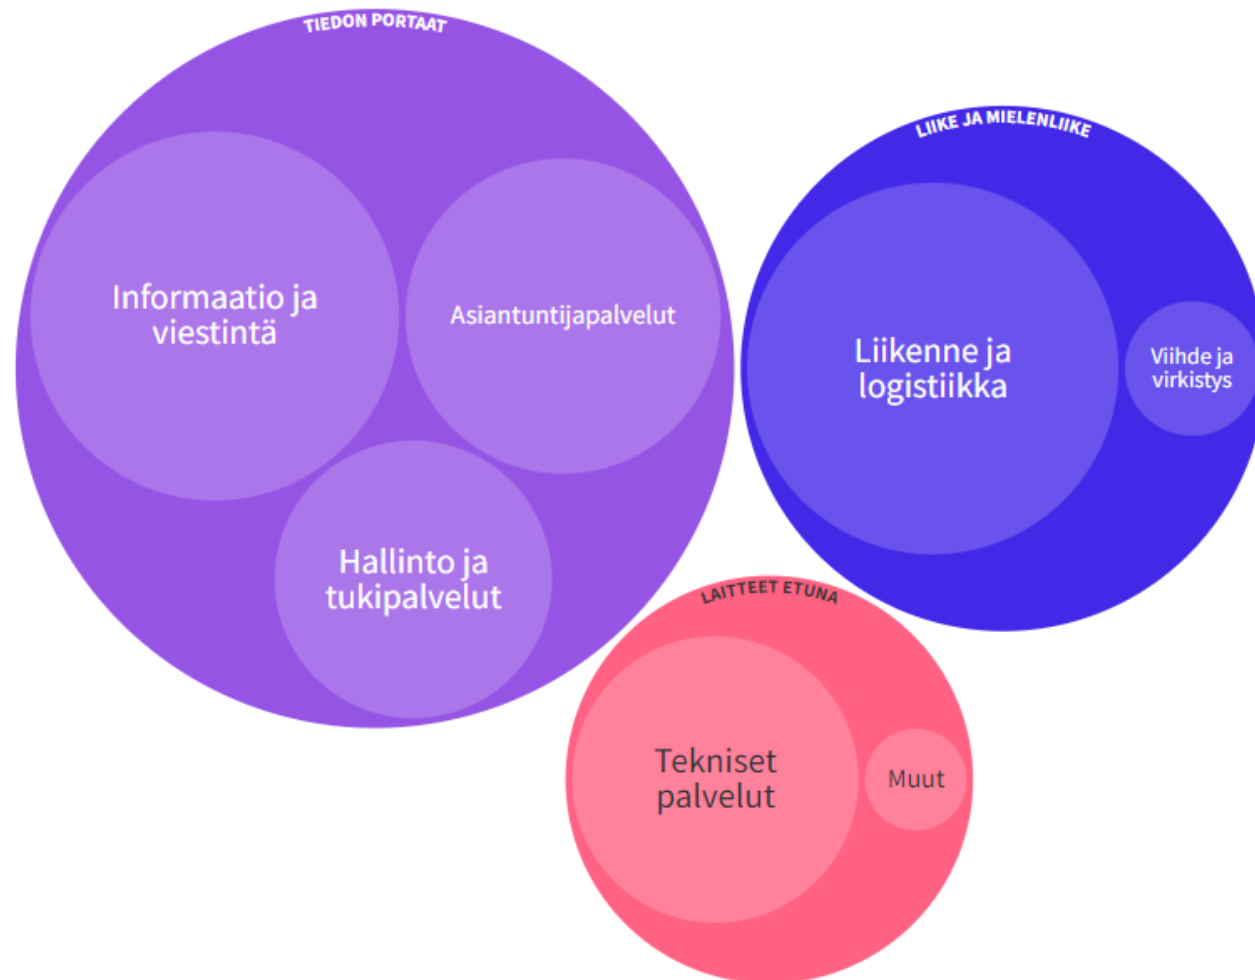 TIEDON PORTAAT
Informaatio ja
viestintä
Asiantuntijapalvelut
Hallinto ja
tukipalvelut
LIIKE JA MIELENLIIKE
Liikenne ja
logistiikka
Viihde ja
virkistys
LAITTEET ETUNA
Tekniset
palvelut
Muut